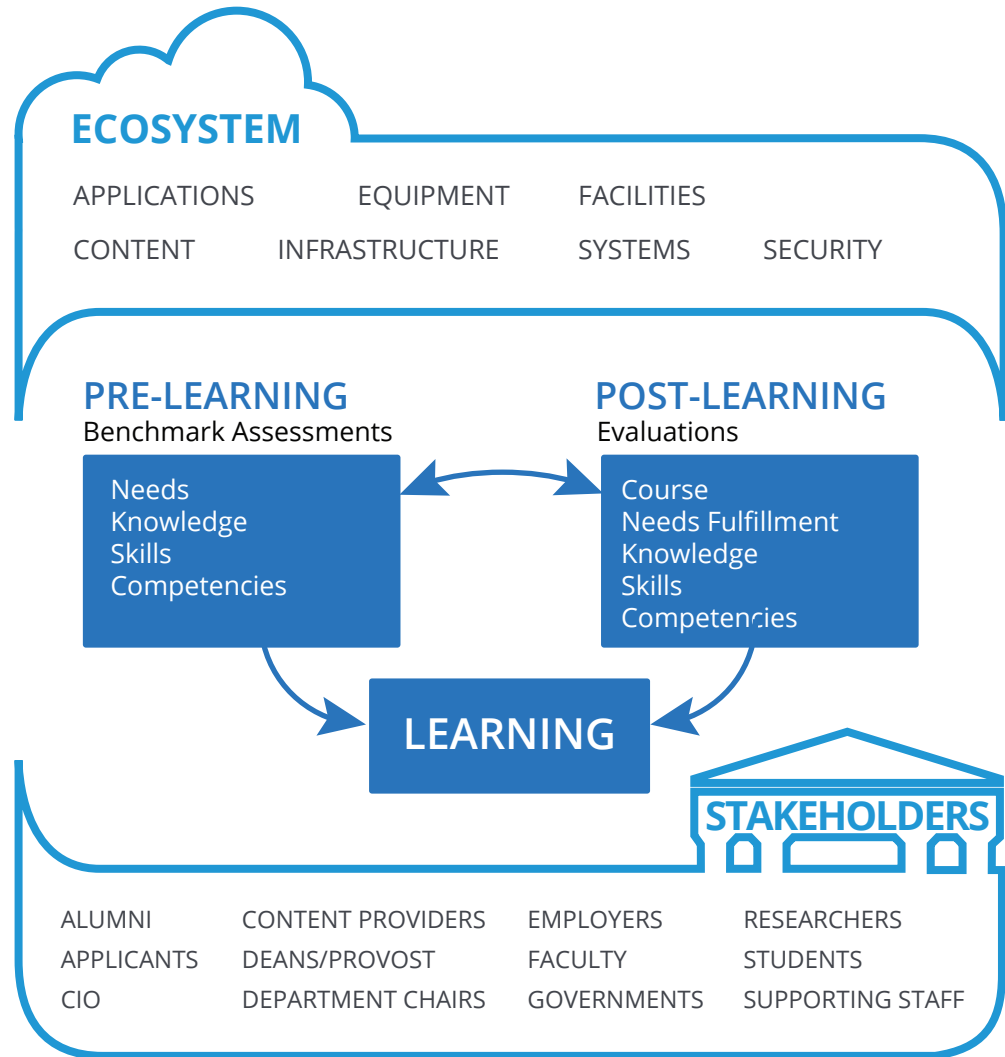 ECOSYSTEM
APPLICATIONS EQUIPMENT FACILITIES
CONTENT INFRASTRUCTURE SYSTEMS SECURITY
PRE-LEARNING
Benchmark Assessments
Needs
Knowledge
Skills
Competencies
POST-LEARNING
Evaluations
Course
Needs Fulfillment
Knowledge
Skills
Competencies
LEARNING
STAKEHOLDERS
ALUMNI CONTENT PROVIDERS EMPLOYERS RESEARCHERS
APPLICANTS DEANS/PROVOST FACULTY STUDENTS
CIO DEPARTMENT CHAIRS GOVERNMENTS SUPPORTING STAFF